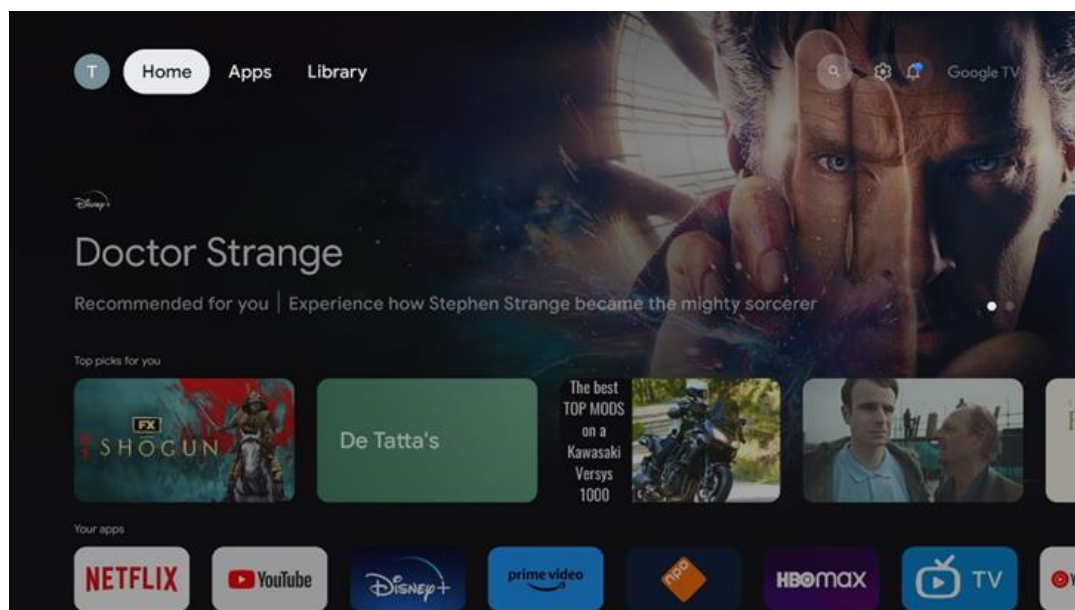 T Home Apps Library Google TV
Disney+
Doctor Strange
Recommended for you | Experience how Stephen Strange became the mighty sorcerer
Top picks for you
FX
SHŌGUN
De Tatta's
The best
TOP MODS
on a
Kawasaki
Versys
1000
Your apps
NETFLIX YouTube Disney+ prime video npo HBOmax TV